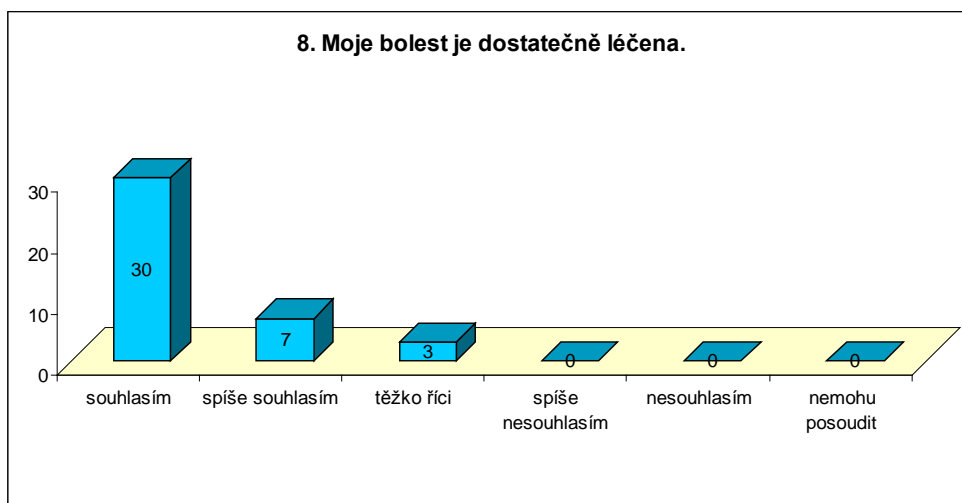 8. Moje bolest je dostatečně léčena.
30
20
10
0
30
7
3
0
0
0
souhlasím
spíše souhlasím
těžko říci
spíše
nesouhlasím
nesouhlasím
nemohu
posoudit